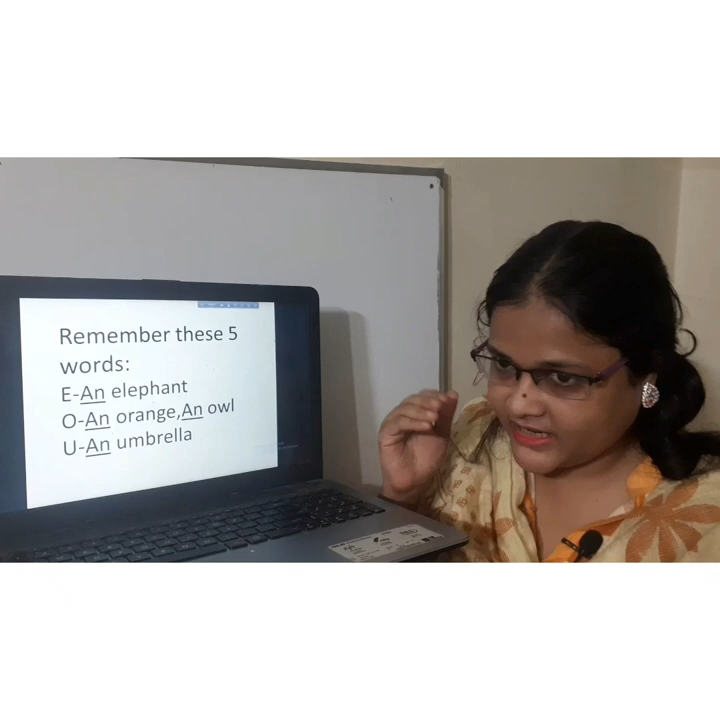 Remember these 5
words:
E-An elephant
O-An orange,An owl
U-An umbrella